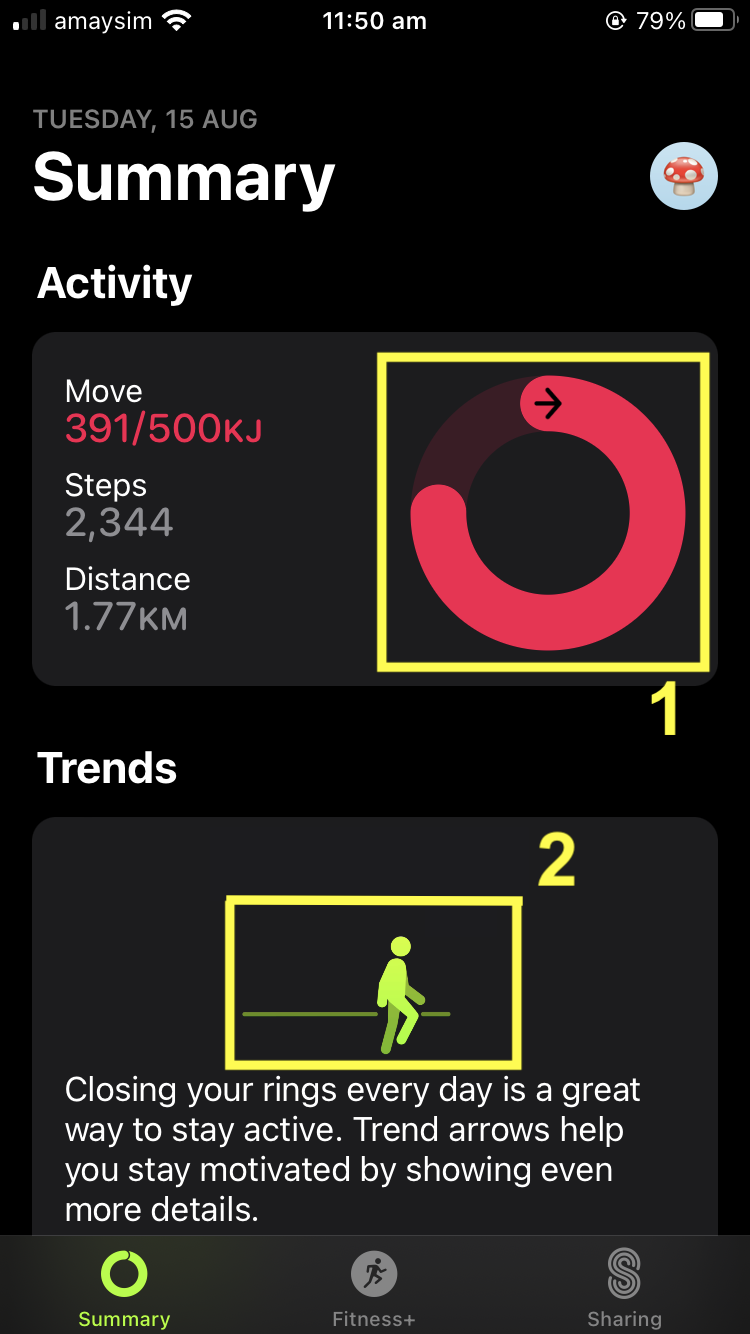 amaysim 11:50 am 79%
TUESDAY, 15 AUG
Summary
Activity
Move
391/500KJ
Steps
2,344
Distance
1.77KM
1
Trends
2
Closing your rings every day is a great
way to stay active. Trend arrows help
you stay motivated by showing even
more details.
Summary Fitness+ Sharing